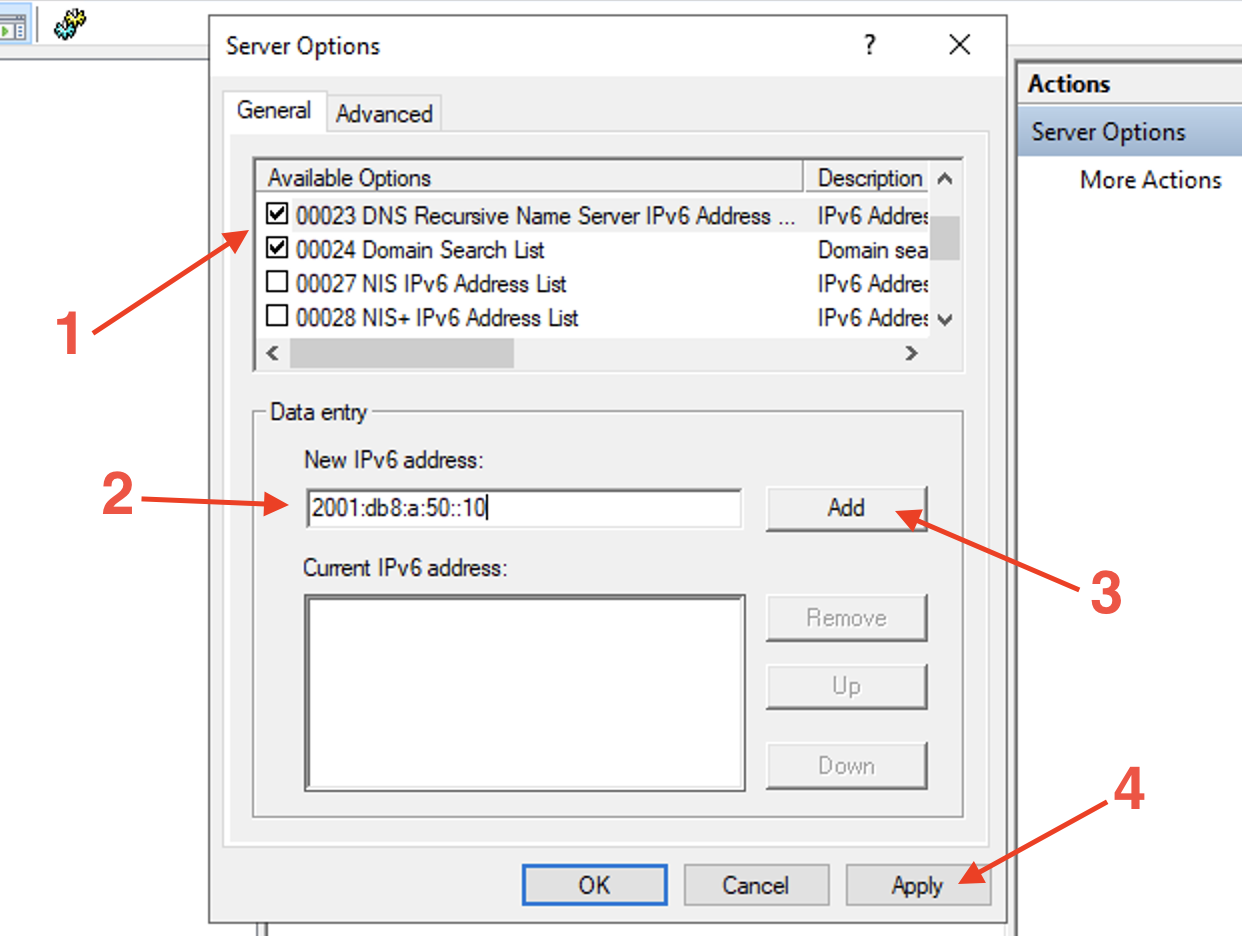 Server Options
General
Advanced
Available Options
Description
00023 DNS Recursive Name Server IPv6 Address ...
IPv6 Addres
00024 Domain Search List
Domain sea
00027 NIS IPv6 Address List
IPv6 Addres
00028 NIS+ IPv6 Address List
IPv6 Addres
1
Data entry
New IPv6 address:
2
2001:db8:a:50::10
Add
3
Current IPv6 address:
Remove
Up
Down
4
OK
Cancel
Apply
Actions
Server Options
More Actions